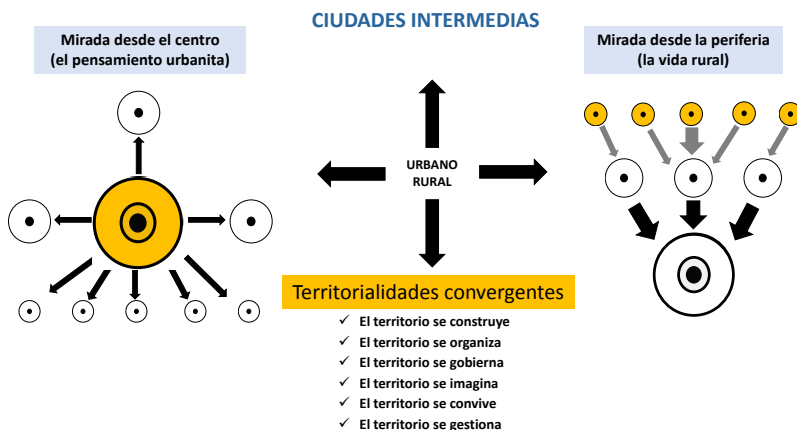 CIUDADES INTERMEDIAS
Mirada desde el centro
(el pensamiento urbanita)
Mirada desde la periferia
(la vida rural)
URBANO
RURAL
Territorialidades convergentes
✓ El territorio se construye
✓ El territorio se organiza
✓ El territorio se gobierna
✓ El territorio se imagina
✓ El territorio se convive
✓ El territorio se gestiona